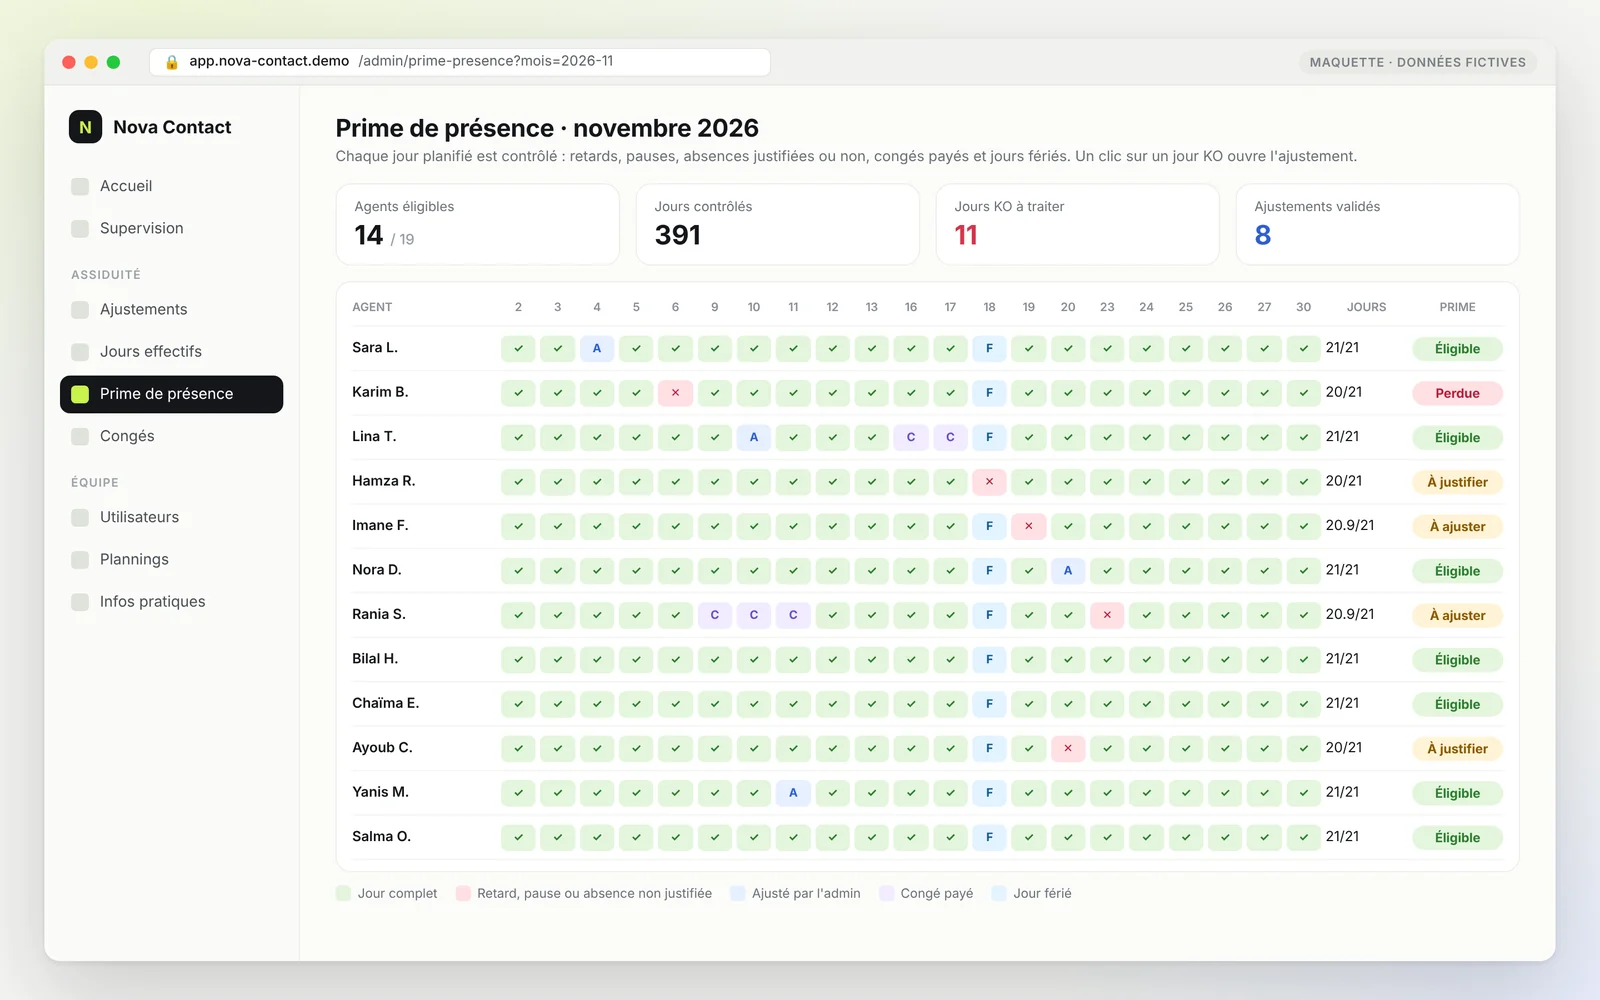 app.nova-contact.demo /admin/prime-presence?mois=2026-11
MAQUETTE · DONNÉES FICTIVES
N Nova Contact
Accueil
Supervision
ASSIDUITÉ
Ajustements
Jours effectifs
Prime de présence
Congés
ÉQUIPE
Utilisateurs
Plannings
Infos pratiques
Prime de présence · novembre 2026
Chaque jour planifié est contrôlé : retards, pauses, absences justifiées ou non, congés payés et jours fériés. Un clic sur un jour KO ouvre l'ajustement.
Agents éligibles
14 / 19
Jours contrôlés
391
Jours KO à traiter
11
Ajustements validés
8
AGENT 2 3 4 5 6 9 10 11 12 13 16 17 18 19 20 23 24 25 26 27 30 JOURS PRIME
Sara L. ✓ ✓ A ✓ ✓ ✓ ✓ ✓ ✓ ✓ ✓ ✓ F ✓ ✓ ✓ ✓ ✓ ✓ ✓ ✓ 21/21 Éligible
Karim B. ✓ ✓ ✓ ✓ × ✓ ✓ ✓ ✓ ✓ ✓ ✓ F ✓ ✓ ✓ ✓ ✓ ✓ ✓ ✓ 20/21 Perdue
Lina T. ✓ ✓ ✓ ✓ ✓ ✓ A ✓ ✓ ✓ C C F ✓ ✓ ✓ ✓ ✓ ✓ ✓ ✓ 21/21 Éligible
Hamza R. ✓ ✓ ✓ ✓ ✓ ✓ ✓ ✓ ✓ ✓ ✓ ✓ × ✓ ✓ ✓ ✓ ✓ ✓ ✓ ✓ 20/21 À justifier
Imane F. ✓ ✓ ✓ ✓ ✓ ✓ ✓ ✓ ✓ ✓ ✓ ✓ F × ✓ ✓ ✓ ✓ ✓ ✓ ✓ 20.9/21 À ajuster
Nora D. ✓ ✓ ✓ ✓ ✓ ✓ ✓ ✓ ✓ ✓ ✓ ✓ F ✓ A ✓ ✓ ✓ ✓ ✓ ✓ 21/21 Éligible
Rania S. ✓ ✓ ✓ ✓ ✓ C C C ✓ ✓ ✓ ✓ F ✓ ✓ × ✓ ✓ ✓ ✓ ✓ 20.9/21 À ajuster
Bilal H. ✓ ✓ ✓ ✓ ✓ ✓ ✓ ✓ ✓ ✓ ✓ ✓ F ✓ ✓ ✓ ✓ ✓ ✓ ✓ ✓ 21/21 Éligible
Chaïma E. ✓ ✓ ✓ ✓ ✓ ✓ ✓ ✓ ✓ ✓ ✓ ✓ F ✓ ✓ ✓ ✓ ✓ ✓ ✓ ✓ 21/21 Éligible
Ayoub C. ✓ ✓ ✓ ✓ ✓ ✓ ✓ ✓ ✓ ✓ ✓ ✓ F ✓ × ✓ ✓ ✓ ✓ ✓ ✓ 20/21 À justifier
Yanis M. ✓ ✓ ✓ ✓ ✓ ✓ ✓ A ✓ ✓ ✓ ✓ F ✓ ✓ ✓ ✓ ✓ ✓ ✓ ✓ 21/21 Éligible
Salma O. ✓ ✓ ✓ ✓ ✓ ✓ ✓ ✓ ✓ ✓ ✓ ✓ F ✓ ✓ ✓ ✓ ✓ ✓ ✓ ✓ 21/21 Éligible
Jour complet Retard, pause ou absence non justifiée Ajusté par l'admin Congé payé Jour férié